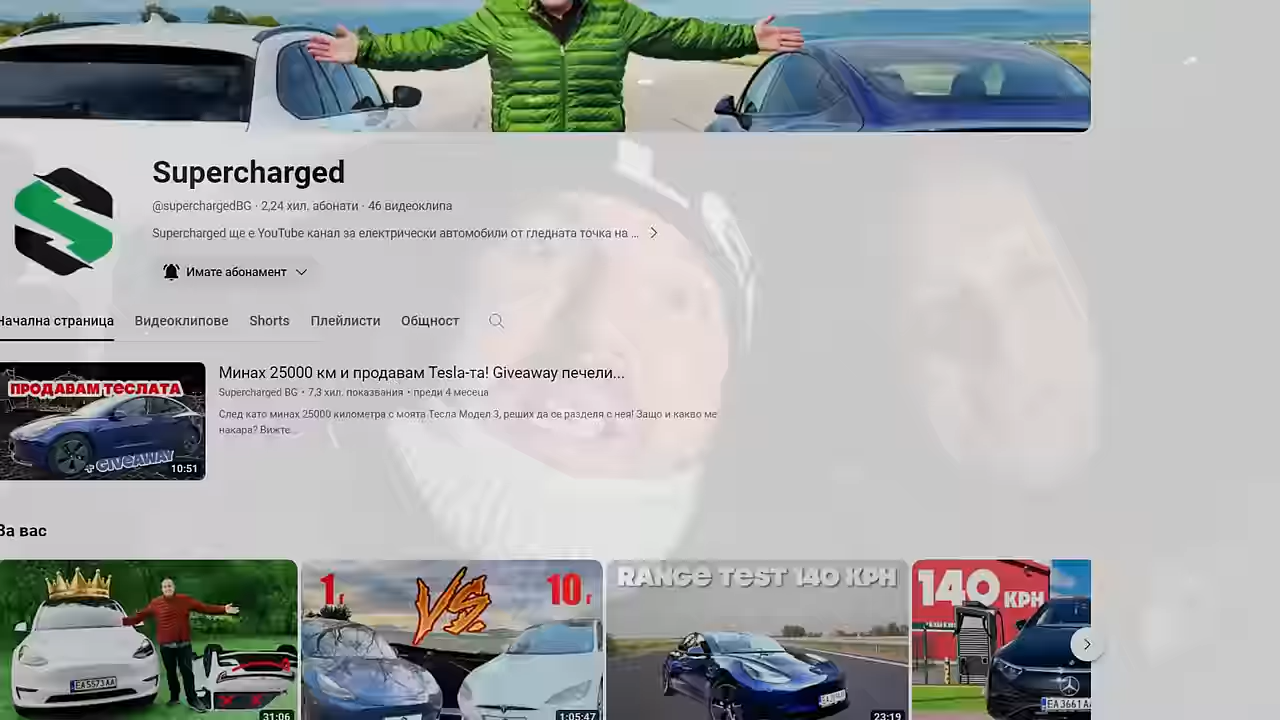 Supercharged
@superchargedBG · 2,24 хил. абонати · 46 видеоклипа
Supercharged ще е YouTube канал за електрически автомобили от гледната точка на ...
Имате абонамент
Начална страница Видеоклипове Shorts Плейлисти Общност
ПРОДАВАМ ТЕСЛАТА
+ GIVEAWAY
10:51
Минах 25000 км и продавам Tesla-та! Giveaway печели...
Supercharged BG • 7,3 хил. показвания • преди 4 месеца
След като минах 25000 километра с моята Тесла Модел 3, реших да се разделя с нея! Защо и какво ме
накара? Вижте...
За вас
EA5573AA
31:06
1г VS 10г
1:05:47
RANGE TEST 140 KPH
23:19
140 KPH
EA3661A